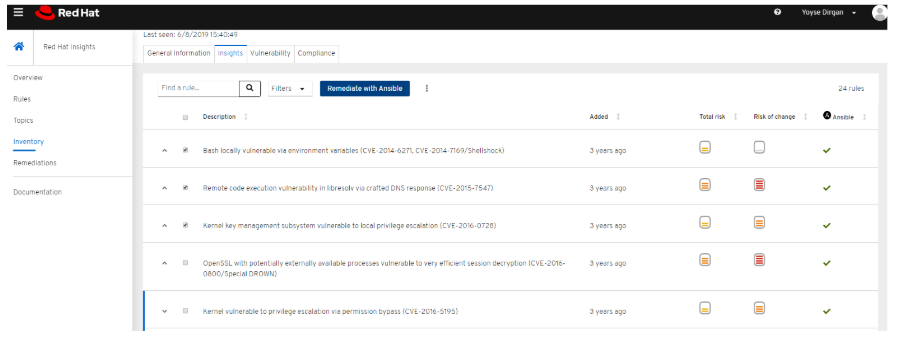 Red Hat
Yoyse Dirgan
Red Hat Insights
Last seen: 6/8/2019 15:40:49
General Information Insights Vulnerability Compliance
Overview
Rules
Topics
Inventory
Remediations
Documentation
Find a rule... Filters Remediate with Ansible 24 rules
Description Added Total risk Risk of change Ansible
Bash locally vulnerable via environment variables (CVE-2014-6271, CVE-2014-7169/Shellshock) 3 years ago
Remote code execution vulnerability in libresolv via crafted DNS response (CVE-2015-7547) 3 years ago
Kernel key management subsystem vulnerable to local privilege escalation (CVE-2016-0728) 3 years ago
OpenSSL with potentially externally available processes vulnerable to very efficient session decryption (CVE-2016-
0800/Special DROWN) 3 years ago
Kernel vulnerable to privilege escalation via permission bypass (CVE-2016-5195) 3 years ago